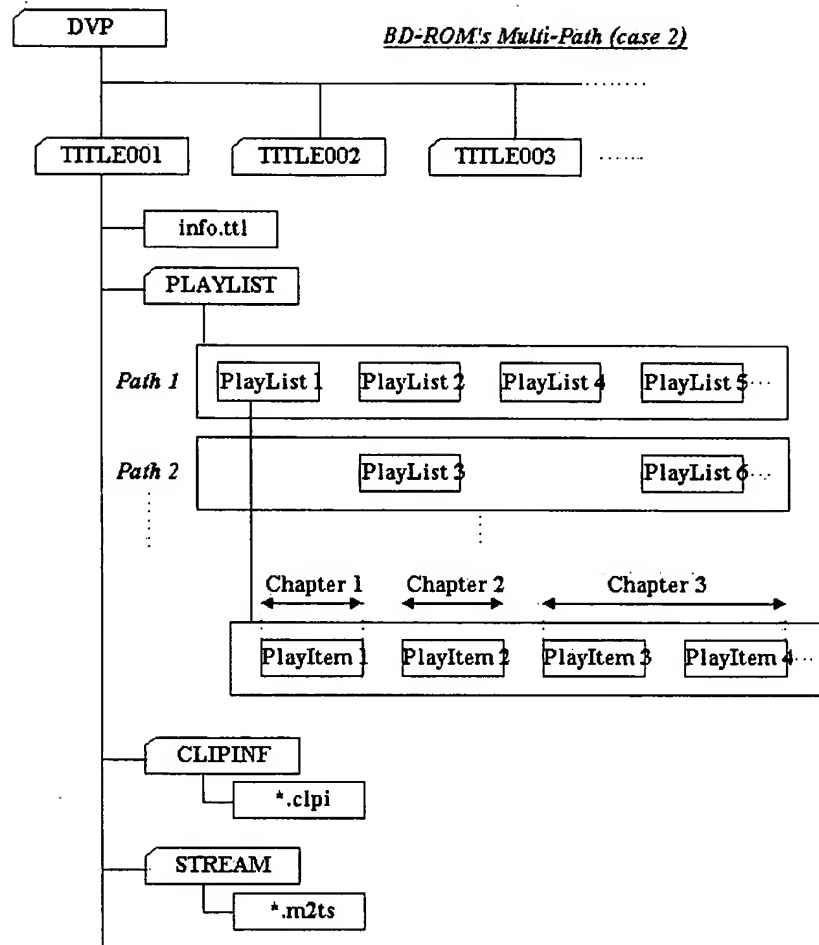 DVP
BD-ROM's Multi-Path (case 2)
TITLE001 TITLE002 TITLE003
info.ttl
PLAYLIST
Path 1 PlayList 1 PlayList 2 PlayList 4 PlayList 5
Path 2 PlayList 3 PlayList 6
Chapter 1 Chapter 2 Chapter 3
PlayItem 1 PlayItem 2 PlayItem 3 PlayItem 4
CLIPINF
*.clpi
STREAM
*.m2ts